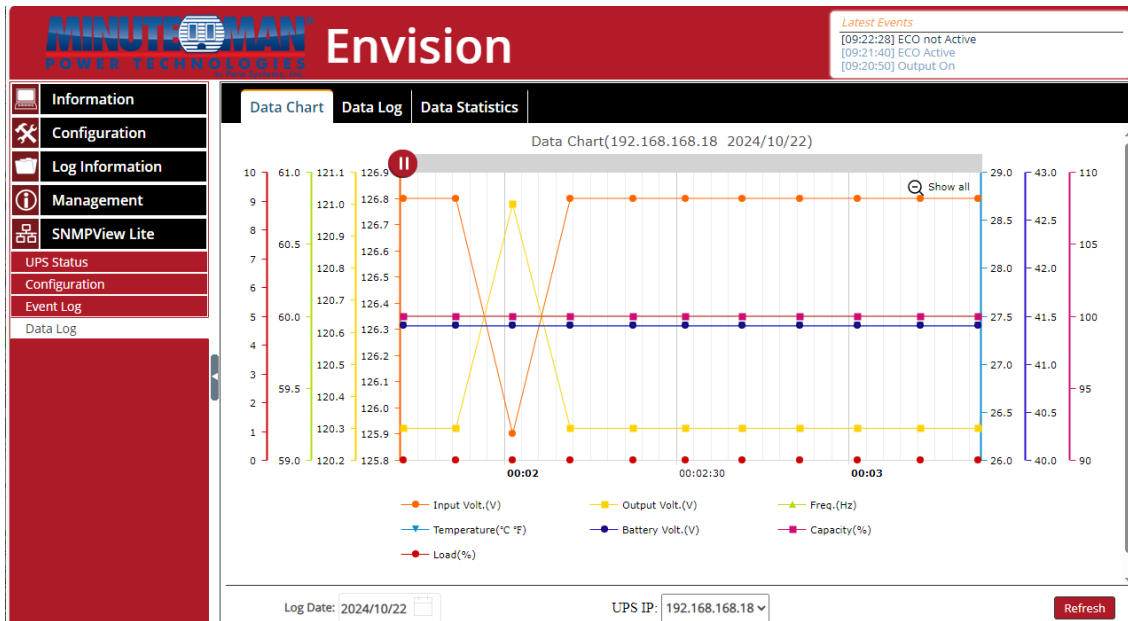 MINUTEMAN
POWER TECHNOLOGIES
by Para Systems, Inc.
Envision
Latest Events
[09:22:28] ECO not Active
[09:21:40] ECO Active
[09:20:50] Output On
Information
Configuration
Log Information
Management
SNMPView Lite
UPS Status
Configuration
Event Log
Data Log
Data Chart Data Log Data Statistics
Data Chart(192.168.168.18 2024/10/22)
Show all
10 61.0 121.1 126.9 29.0 43.0 110
9 121.0 126.8
8 60.5 120.9 126.7 28.5 42.5 105
7 120.8 126.6 28.0 42.0
6 120.7 126.5
5 60.0 120.6 126.4 27.5 41.5 100
4 120.5 126.3 27.0 41.0
3 59.5 120.4 126.2 95
2 120.3 126.1 26.5 40.5
1 126.0
125.9
0 59.0 120.2 125.8 26.0 40.0 90
00:02 00:02:30 00:03
Input Volt.(V) Output Volt.(V) Freq.(Hz)
Temperature(℃ ℉) Battery Volt.(V) Capacity(%)
Load(%)
Log Date: 2024/10/22 UPS IP: 192.168.168.18 Refresh